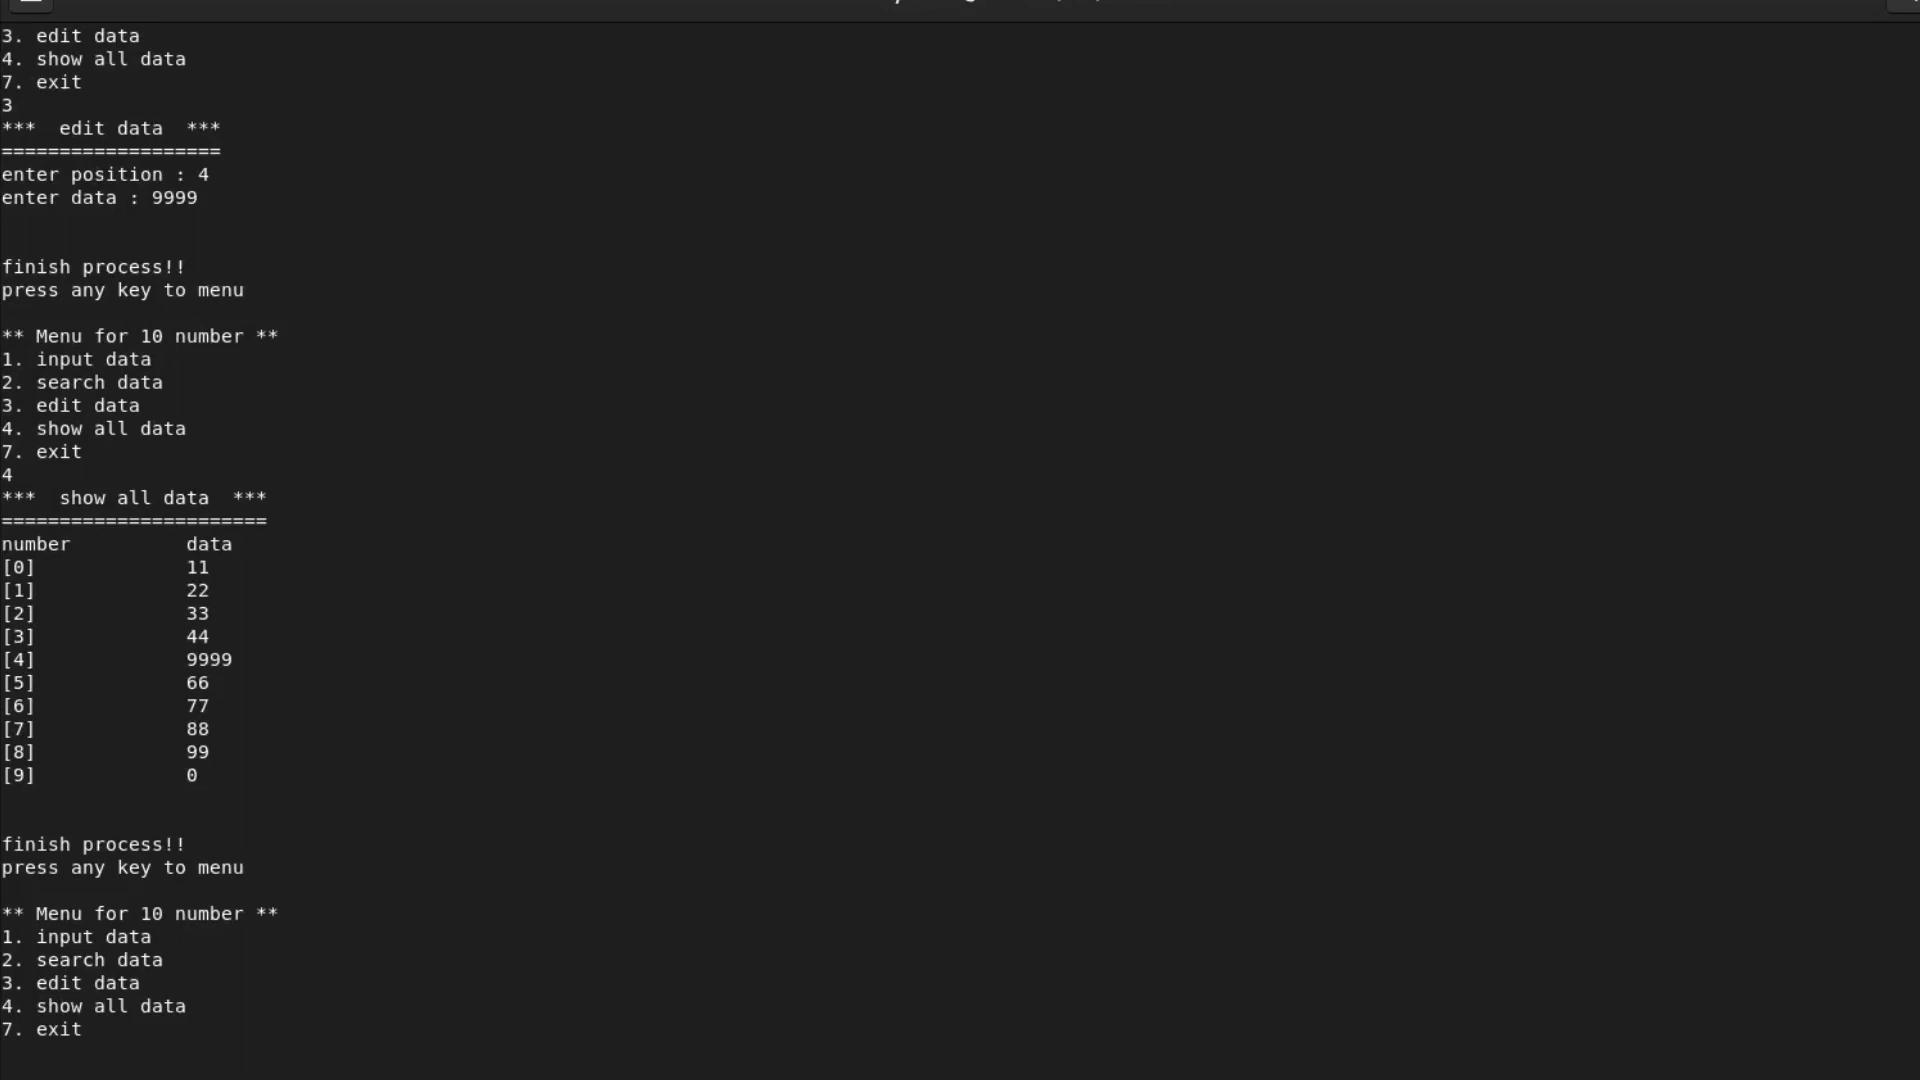 3. edit data
4. show all data
7. exit
3
***  edit data  ***
===================
enter position : 4
enter data : 9999
finish process!!
press any key to menu
** Menu for 10 number **
1. input data
2. search data
3. edit data
4. show all data
7. exit
4
***  show all data  ***
=======================
number          data
[0]             11
[1]             22
[2]             33
[3]             44
[4]             9999
[5]             66
[6]             77
[7]             88
[8]             99
[9]             0
finish process!!
press any key to menu
** Menu for 10 number **
1. input data
2. search data
3. edit data
4. show all data
7. exit